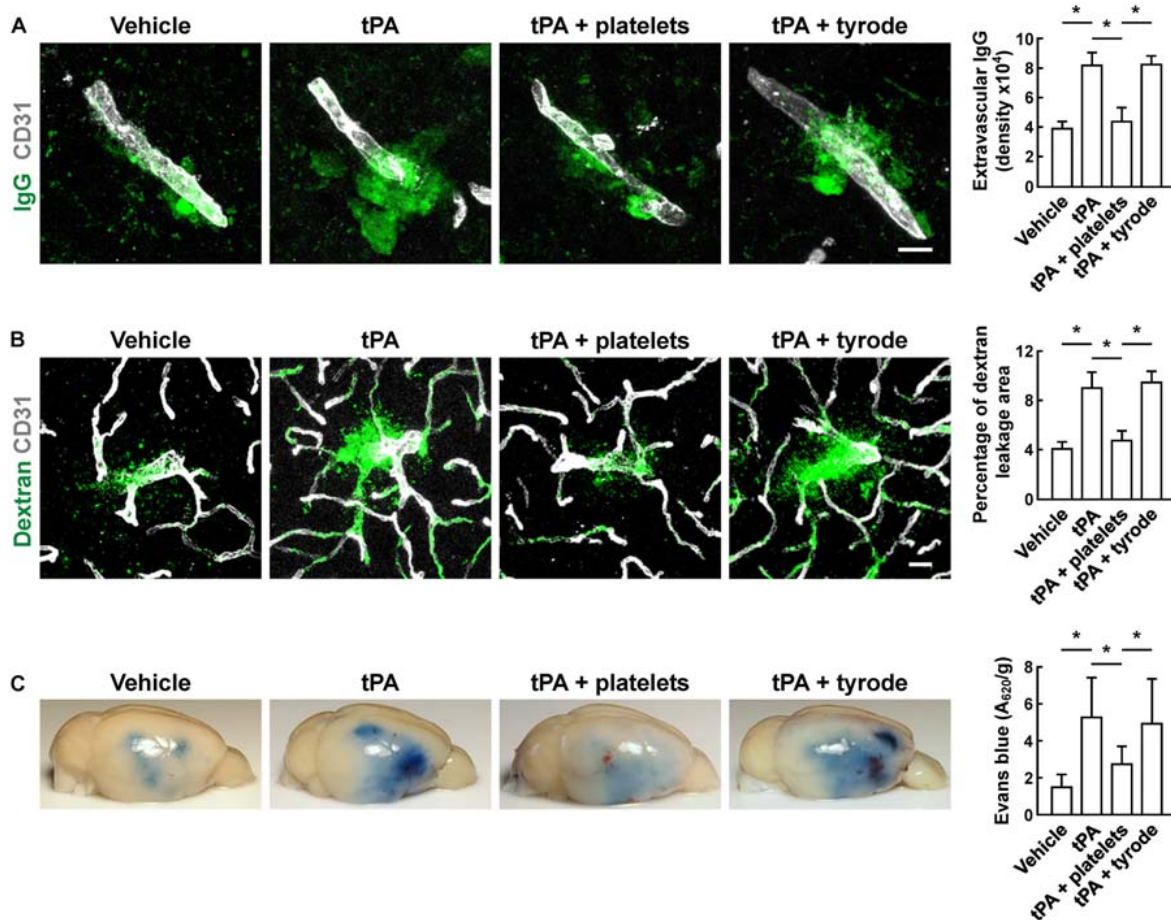 A
Vehicle
tPA
tPA + platelets
tPA + tyrode
IgG CD31
Extravascular IgG
(density x10⁴)
10
8
6
4
2
0
Vehicle
tPA
tPA + platelets
tPA + tyrode
* * *
B
Vehicle
tPA
tPA + platelets
tPA + tyrode
Dextran CD31
Percentage of dextran
leakage area
12
8
4
0
Vehicle
tPA
tPA + platelets
tPA + tyrode
* * *
C
Vehicle
tPA
tPA + platelets
tPA + tyrode
Evans blue (A₆₂₀/g)
8
6
4
2
0
Vehicle
tPA
tPA + platelets
tPA + tyrode
* * *